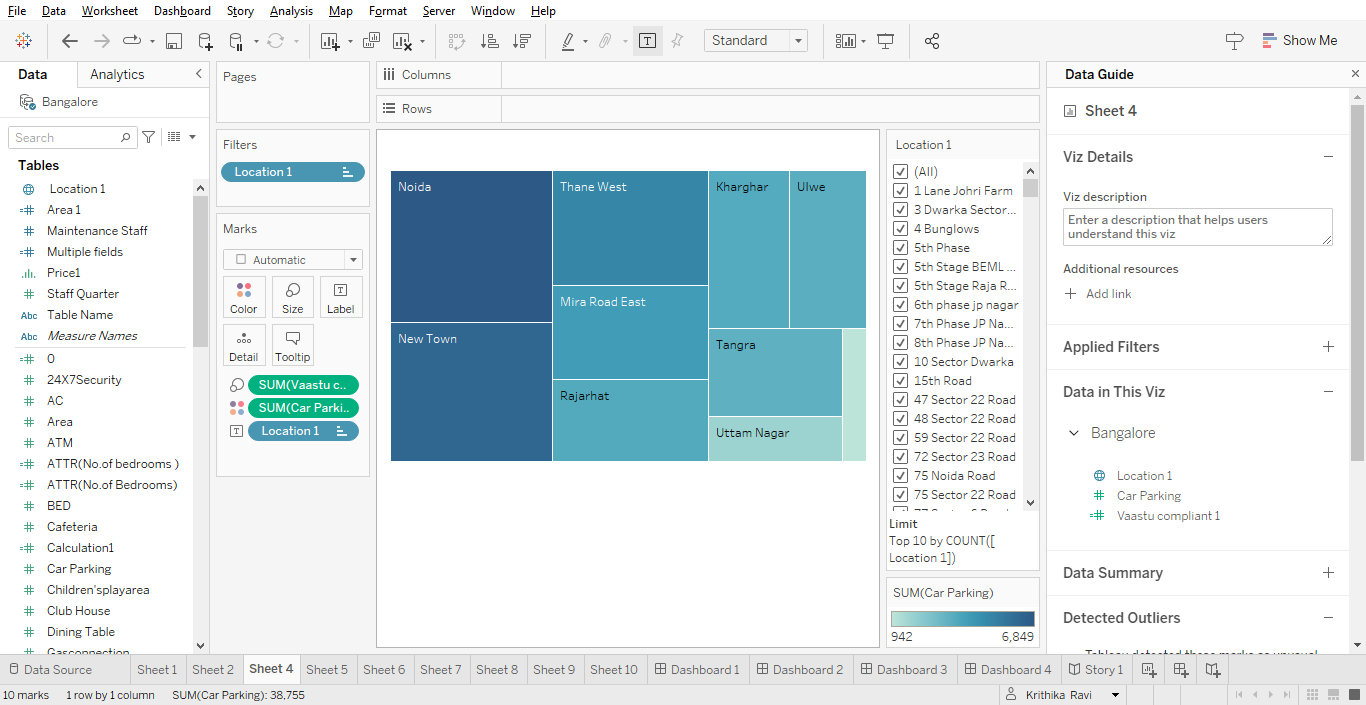 File Data Worksheet Dashboard Story Analysis Map Format Server Window Help
Standard
Show Me
Data Analytics
Bangalore
Search
Tables
Location 1
Area 1
Maintenance Staff
Multiple fields
Price1
Staff Quarter
Abc Table Name
Abc Measure Names
0
24X7Security
AC
Area
ATM
ATTR(No.of bedrooms )
ATTR(No.of Bedrooms)
BED
Cafeteria
Calculation1
Car Parking
Children'splayarea
Club House
Dining Table
Gasconnection
Pages
Filters
Location 1
Marks
Automatic
Color Size Label
Detail Tooltip
SUM(Vaastu c..
SUM(Car Parki..
Location 1
Columns
Rows
Noida
New Town
Thane West
Mira Road East
Rajarhat
Kharghar
Ulwe
Tangra
Uttam Nagar
Location 1
(All)
1 Lane Johri Farm
3 Dwarka Sector...
4 Bunglows
5th Phase
5th Stage BEML ...
5th Stage Raja R...
6th phase jp nagar
7th Phase JP Na...
8th Phase JP Na...
10 Sector Dwarka
15th Road
47 Sector 22 Road
48 Sector 22 Road
59 Sector 22 Road
72 Sector 23 Road
75 Noida Road
75 Sector 22 Road
Limit
Top 10 by COUNT([
Location 1])
SUM(Car Parking)
942 6,849
Data Guide
Sheet 4
Viz Details
Viz description
Enter a description that helps users
understand this viz
Additional resources
Add link
Applied Filters
Data in This Viz
Bangalore
Location 1
Car Parking
Vaastu compliant 1
Data Summary
Detected Outliers
Tableau detected these marks as unusual
Data Source Sheet 1 Sheet 2 Sheet 4 Sheet 5 Sheet 6 Sheet 7 Sheet 8 Sheet 9 Sheet 10 Dashboard 1 Dashboard 2 Dashboard 3 Dashboard 4 Story 1
10 marks 1 row by 1 column SUM(Car Parking): 38,755 Krithika Ravi